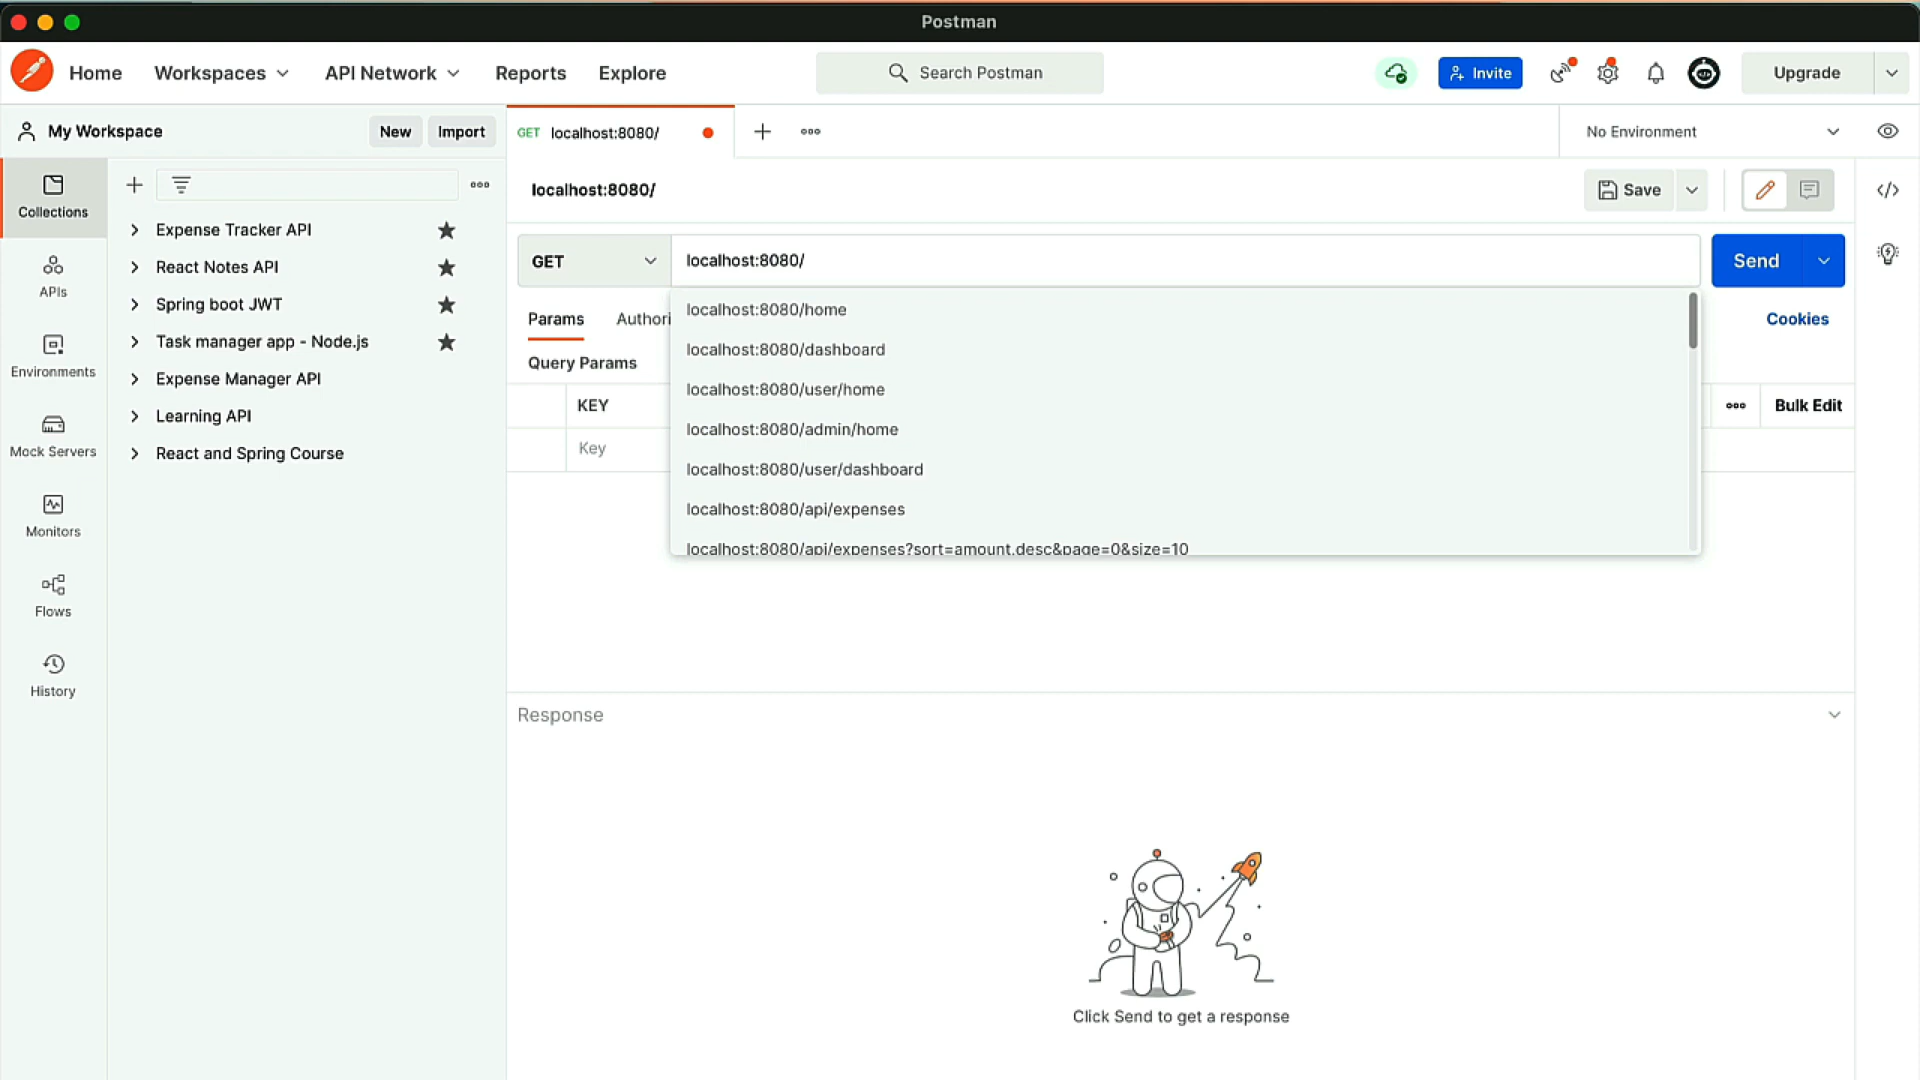 Postman
Home Workspaces API Network Reports Explore Search Postman Invite Upgrade
My Workspace New Import GET localhost:8080/ No Environment
localhost:8080/ Save
Collections
APIs
Environments
Mock Servers
Monitors
Flows
History
Expense Tracker API
React Notes API
Spring boot JWT
Task manager app - Node.js
Expense Manager API
Learning API
React and Spring Course
GET localhost:8080/ Send
Params Authori Cookies
Query Params
KEY Bulk Edit
Key
localhost:8080/home
localhost:8080/dashboard
localhost:8080/user/home
localhost:8080/admin/home
localhost:8080/user/dashboard
localhost:8080/api/expenses
localhost:8080/api/expenses?sort=amount,desc&page=0&size=10
Response
Click Send to get a response